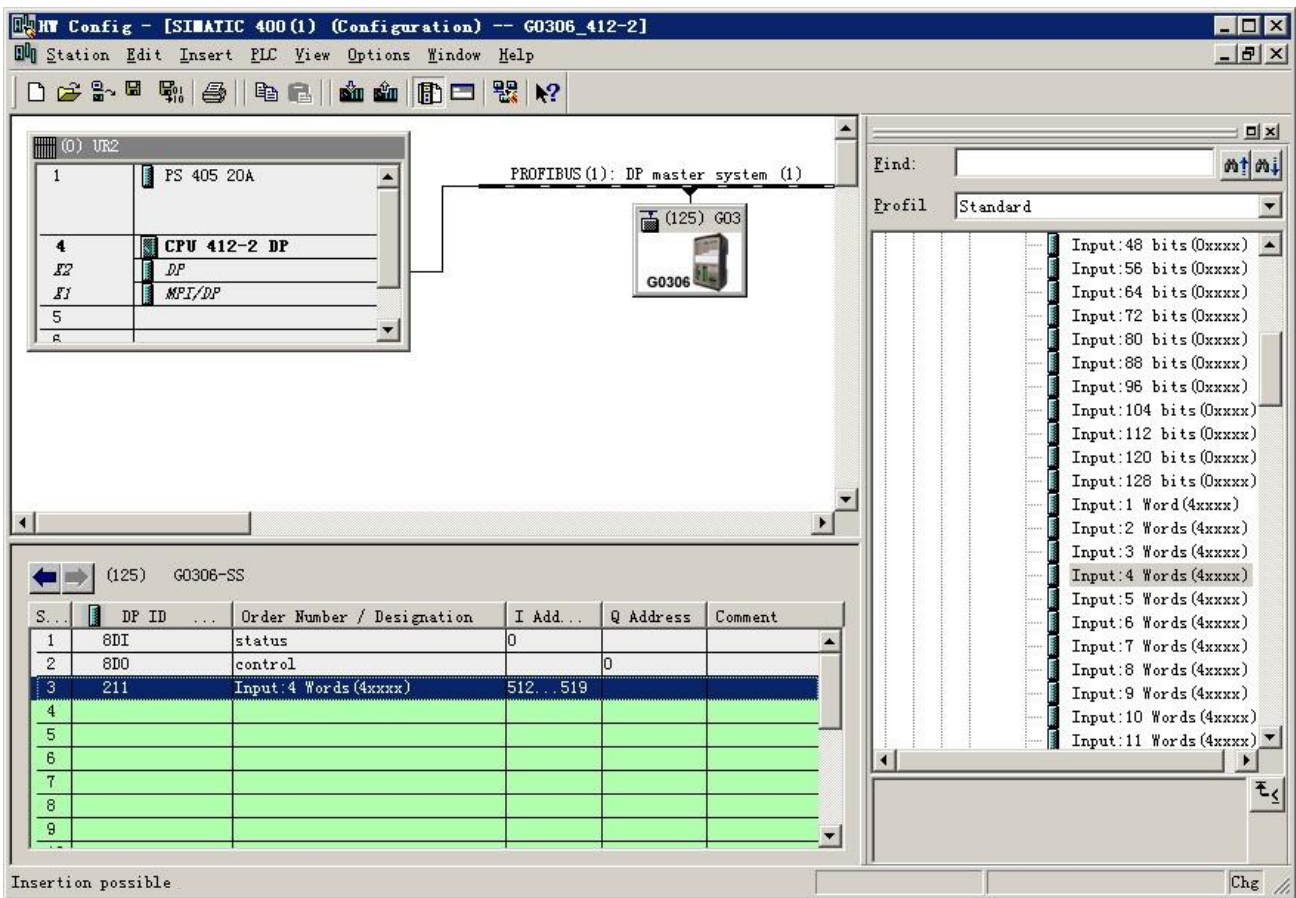 HW Config - [SIMATIC 400(1) (Configuration) -- G0306_412-2]
Station Edit Insert PLC View Options Window Help
(0) UR2
1 PS 405 20A
4 CPU 412-2 DP
X2 DP
X1 MPI/DP
5
6
PROFIBUS(1): DP master system (1)
(125) G03
G0306
Find:
Profil Standard
Input:48 bits(0xxxx)
Input:56 bits(0xxxx)
Input:64 bits(0xxxx)
Input:72 bits(0xxxx)
Input:80 bits(0xxxx)
Input:88 bits(0xxxx)
Input:96 bits(0xxxx)
Input:104 bits(0xxxx)
Input:112 bits(0xxxx)
Input:120 bits(0xxxx)
Input:128 bits(0xxxx)
Input:1 Word(4xxxx)
Input:2 Words(4xxxx)
Input:3 Words(4xxxx)
Input:4 Words(4xxxx)
Input:5 Words(4xxxx)
Input:6 Words(4xxxx)
Input:7 Words(4xxxx)
Input:8 Words(4xxxx)
Input:9 Words(4xxxx)
Input:10 Words(4xxxx)
Input:11 Words(4xxxx)
(125) G0306-SS
S... DP ID ... Order Number / Designation I Add... Q Address Comment
1 8DI status 0
2 8DO control 0
3 211 Input:4 Words(4xxxx) 512...519
4
5
6
7
8
9
Insertion possible Chg